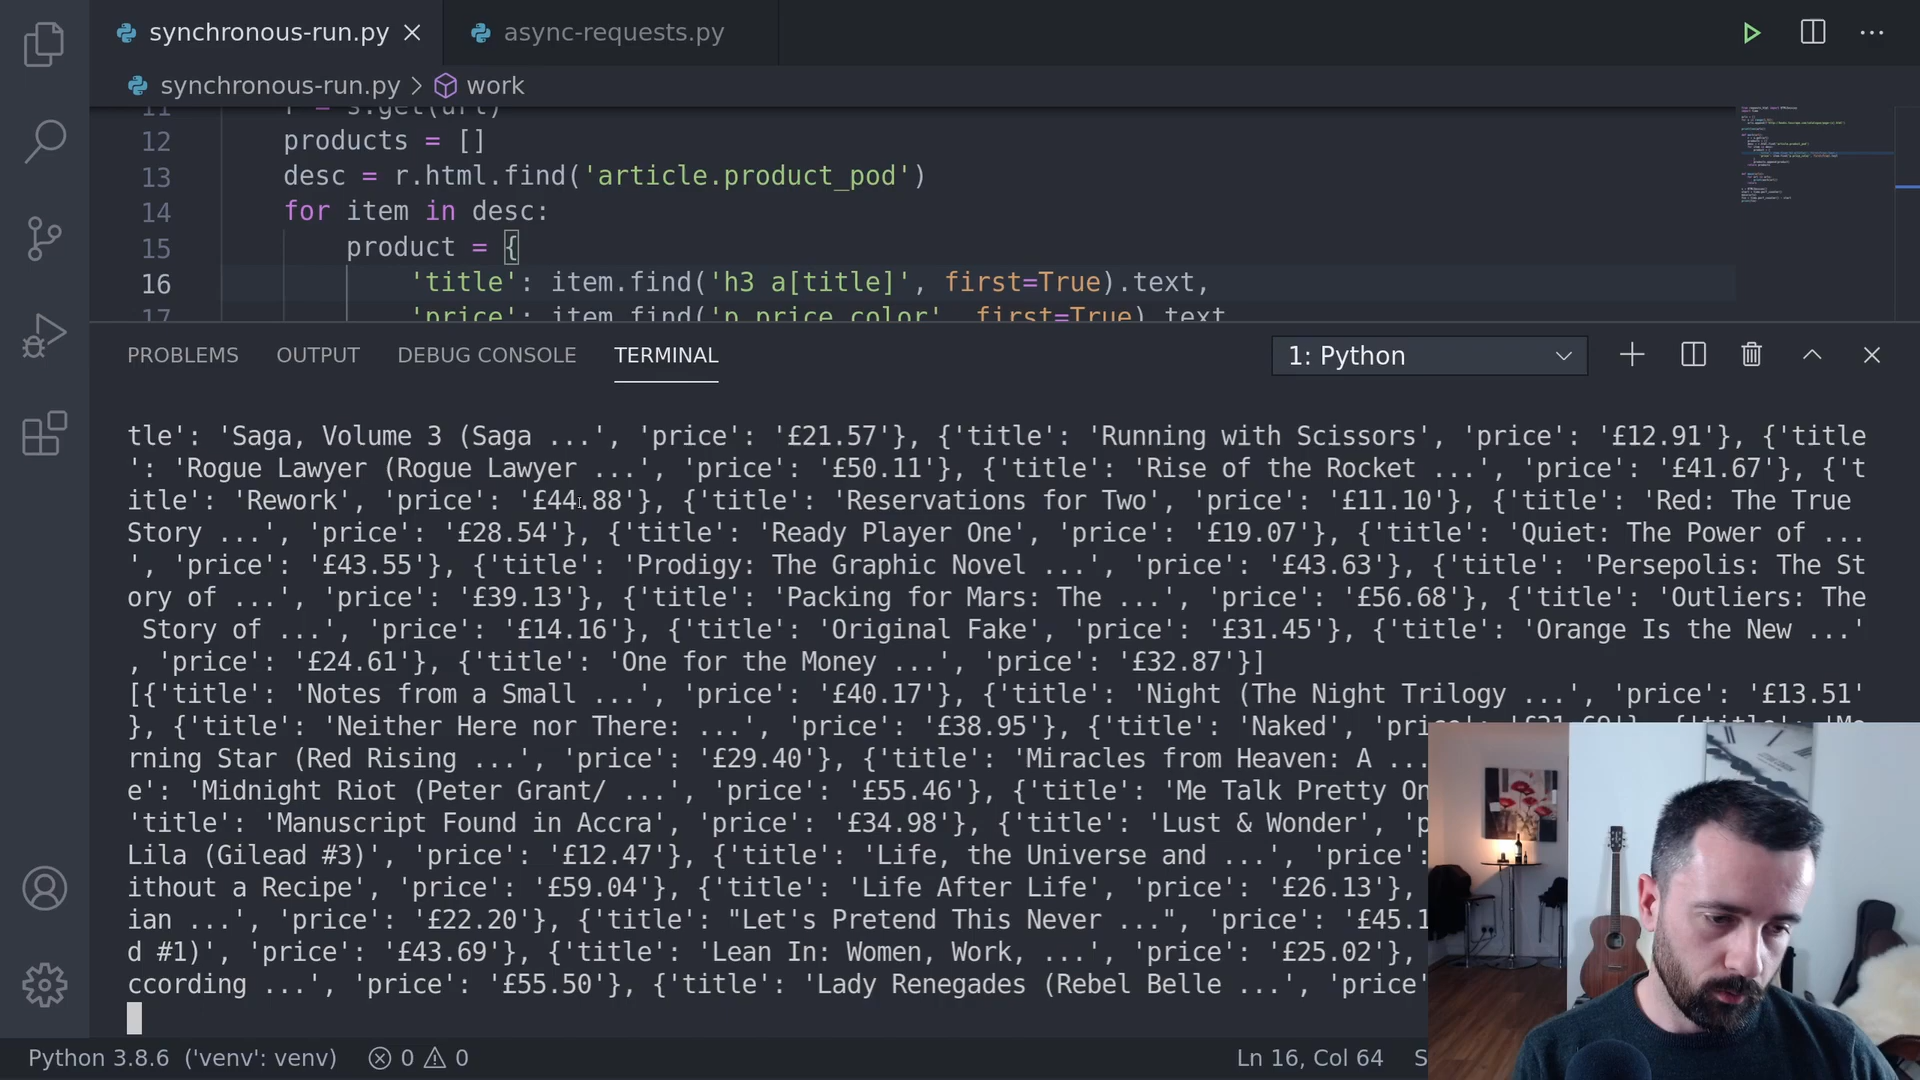 synchronous-run.py
async-requests.py
synchronous-run.py > work
11 r = s.get(url)
12 products = []
13 desc = r.html.find('article.product_pod')
14 for item in desc:
15 product = {
16 'title': item.find('h3 a[title]', first=True).text,
17 'price': item.find('p.price_color', first=True).text
PROBLEMS OUTPUT DEBUG CONSOLE TERMINAL 1: Python
tle': 'Saga, Volume 3 (Saga ...', 'price': '£21.57'}, {'title': 'Running with Scissors', 'price': '£12.91'}, {'title
': 'Rogue Lawyer (Rogue Lawyer ...', 'price': '£50.11'}, {'title': 'Rise of the Rocket ...', 'price': '£41.67'}, {'t
itle': 'Rework', 'price': '£44.88'}, {'title': 'Reservations for Two', 'price': '£11.10'}, {'title': 'Red: The True
Story ...', 'price': '£28.54'}, {'title': 'Ready Player One', 'price': '£19.07'}, {'title': 'Quiet: The Power of ...
', 'price': '£43.55'}, {'title': 'Prodigy: The Graphic Novel ...', 'price': '£43.63'}, {'title': 'Persepolis: The St
ory of ...', 'price': '£39.13'}, {'title': 'Packing for Mars: The ...', 'price': '£56.68'}, {'title': 'Outliers: The
Story of ...', 'price': '£14.16'}, {'title': 'Original Fake', 'price': '£31.45'}, {'title': 'Orange Is the New ...'
, 'price': '£24.61'}, {'title': 'One for the Money ...', 'price': '£32.87'}]
[{'title': 'Notes from a Small ...', 'price': '£40.17'}, {'title': 'Night (The Night Trilogy ...', 'price': '£13.51'
}, {'title': 'Neither Here nor There: ...', 'price': '£38.95'}, {'title': 'Naked', 'price':
rning Star (Red Rising ...', 'price': '£29.40'}, {'title': 'Miracles from Heaven: A ...
e': 'Midnight Riot (Peter Grant/ ...', 'price': '£55.46'}, {'title': 'Me Talk Pretty On
'title': 'Manuscript Found in Accra', 'price': '£34.98'}, {'title': 'Lust & Wonder', 'p
Lila (Gilead #3)', 'price': '£12.47'}, {'title': 'Life, the Universe and ...', 'price':
ithout a Recipe', 'price': '£59.04'}, {'title': 'Life After Life', 'price': '£26.13'},
ian ...', 'price': '£22.20'}, {'title': "Let's Pretend This Never ...", 'price': '£45.1
d #1)', 'price': '£43.69'}, {'title': 'Lean In: Women, Work, ...', 'price': '£25.02'},
ccording ...', 'price': '£55.50'}, {'title': 'Lady Renegades (Rebel Belle ...', 'price'
Python 3.8.6 ('venv': venv) 0 0 Ln 16, Col 64 S